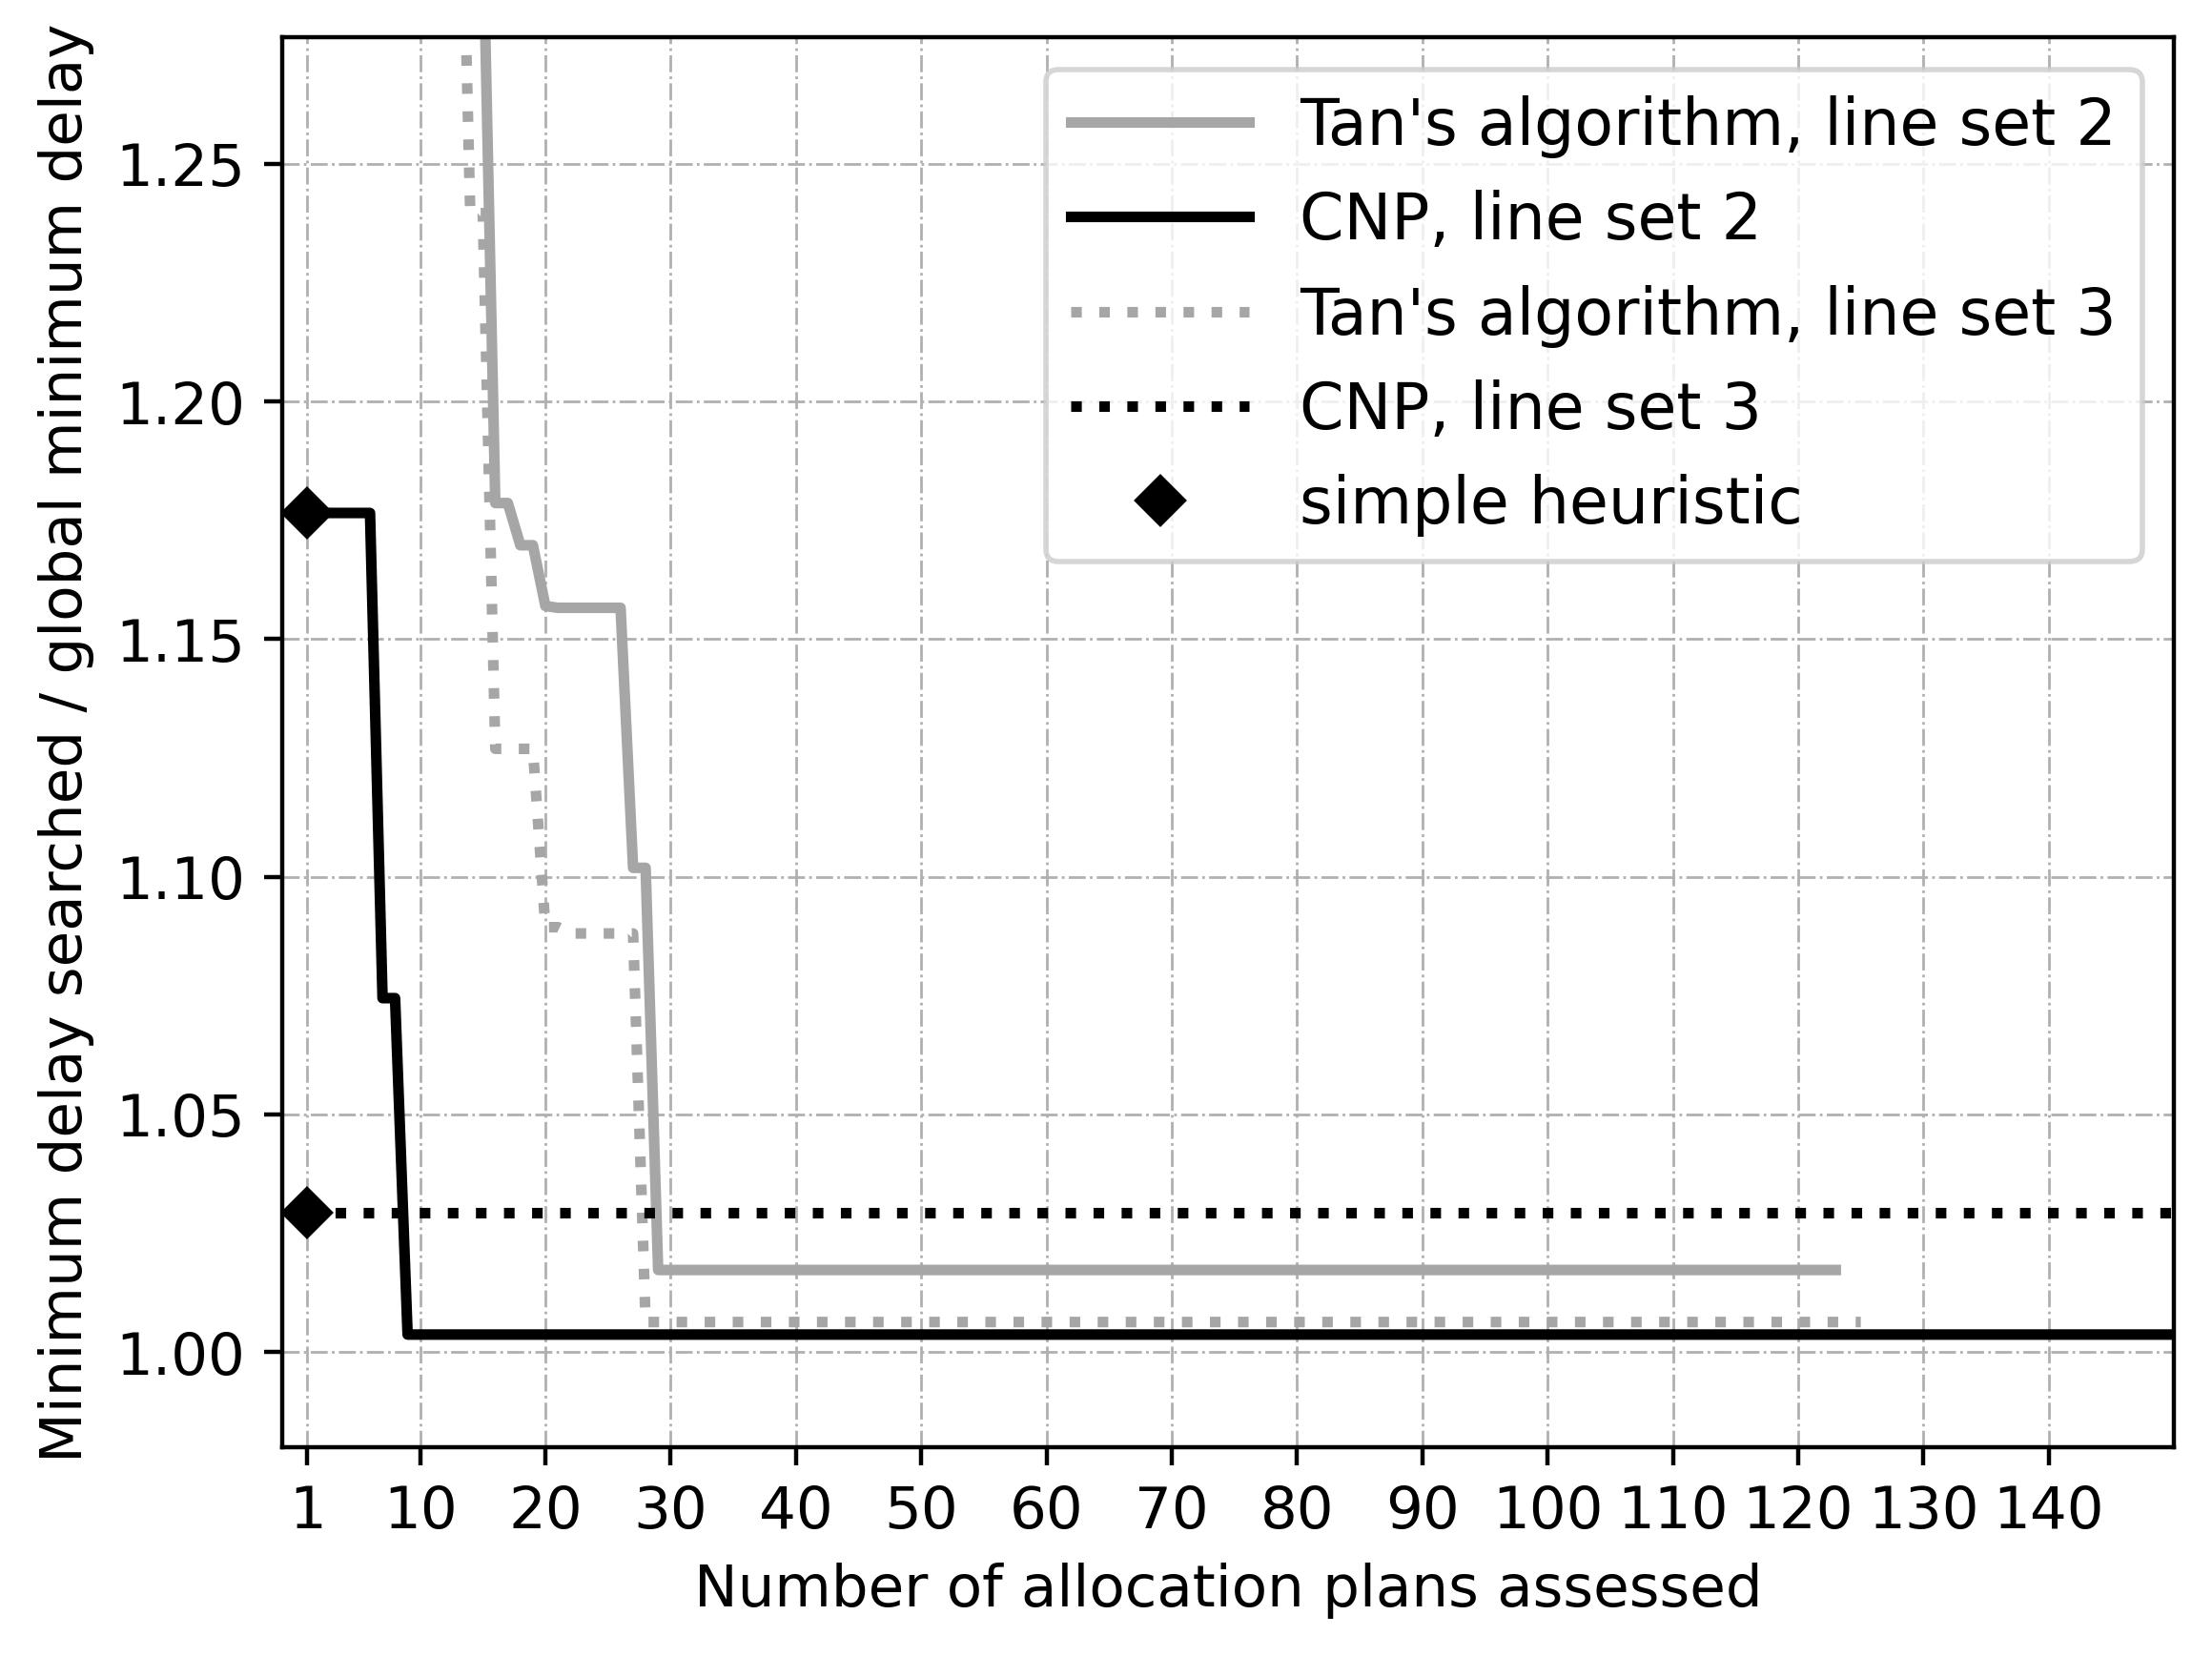 Minimum delay searched / global minimum delay
1.25
1.20
1.15
1.10
1.05
1.00
Tan's algorithm, line set 2
CNP, line set 2
Tan's algorithm, line set 3
CNP, line set 3
simple heuristic
1 10 20 30 40 50 60 70 80 90 100 110 120 130 140
Number of allocation plans assessed